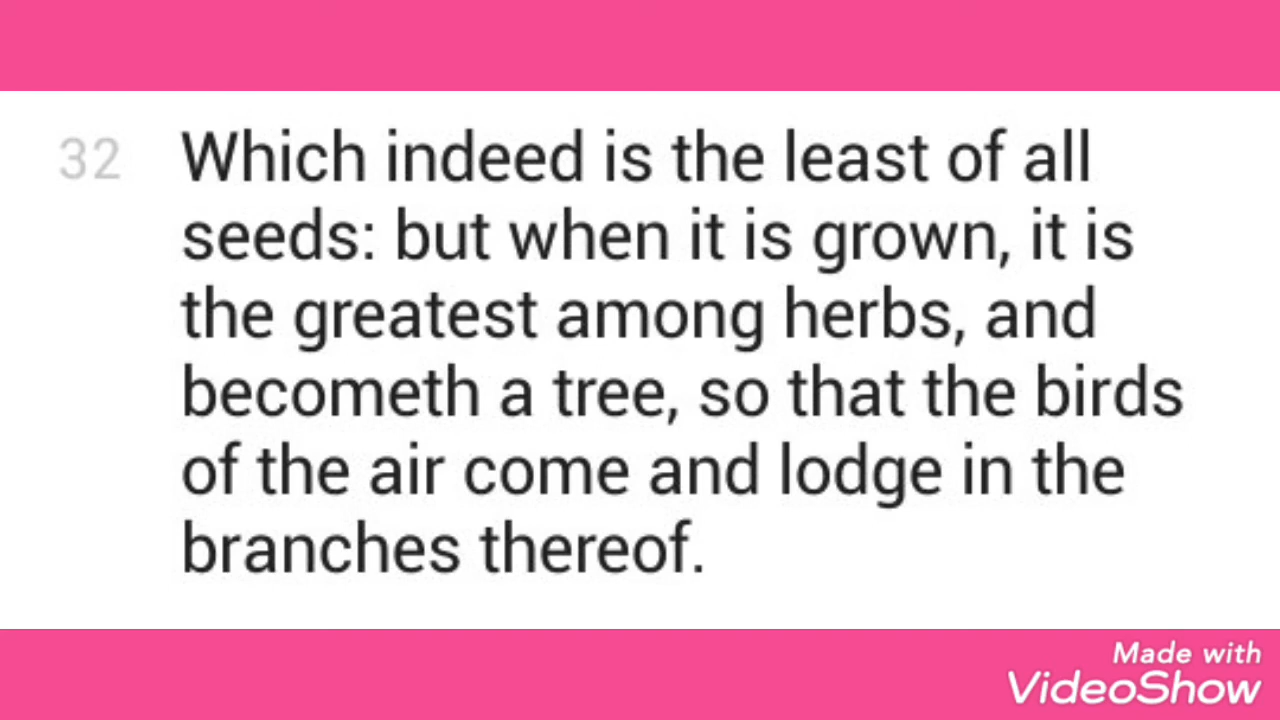 32 Which indeed is the least of all
seeds: but when it is grown, it is
the greatest among herbs, and
becometh a tree, so that the birds
of the air come and lodge in the
branches thereof.
Made with
VideoShow